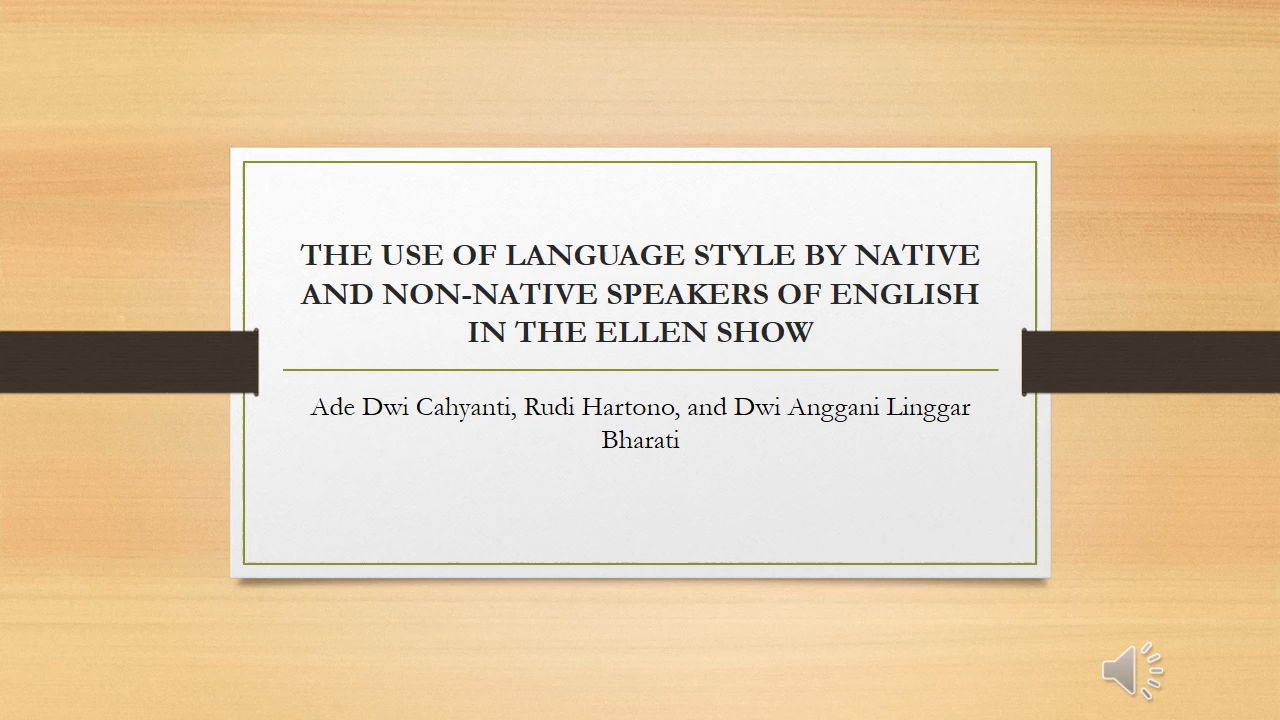 THE USE OF LANGUAGE STYLE BY NATIVE
AND NON-NATIVE SPEAKERS OF ENGLISH
IN THE ELLEN SHOW
Ade Dwi Cahyanti, Rudi Hartono, and Dwi Anggani Linggar
Bharati